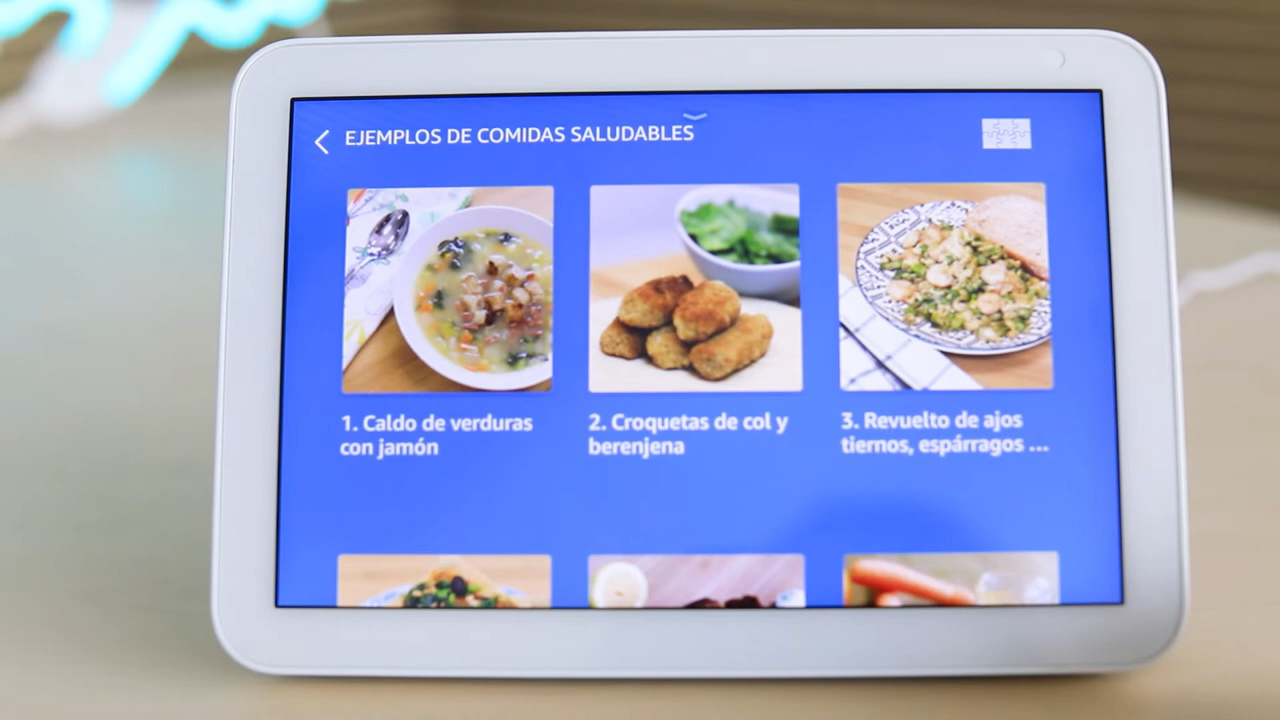 EJEMPLOS DE COMIDAS SALUDABLES
1. Caldo de verduras
con jamón
2. Croquetas de col y
berenjena
3. Revuelto de ajos
tiernos, espárragos ...